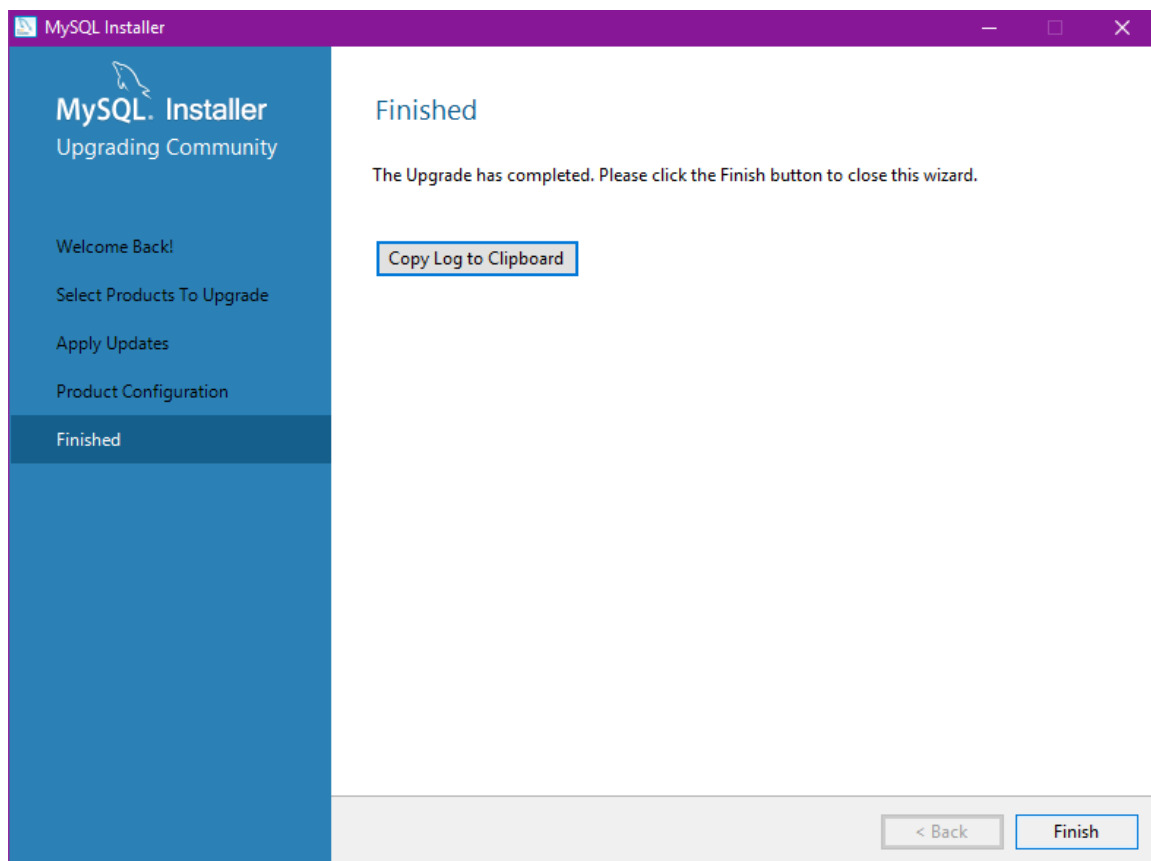 MySQL Installer
MySQL. Installer
Upgrading Community
Welcome Back!
Select Products To Upgrade
Apply Updates
Product Configuration
Finished
Finished
The Upgrade has completed. Please click the Finish button to close this wizard.
Copy Log to Clipboard
< Back
Finish